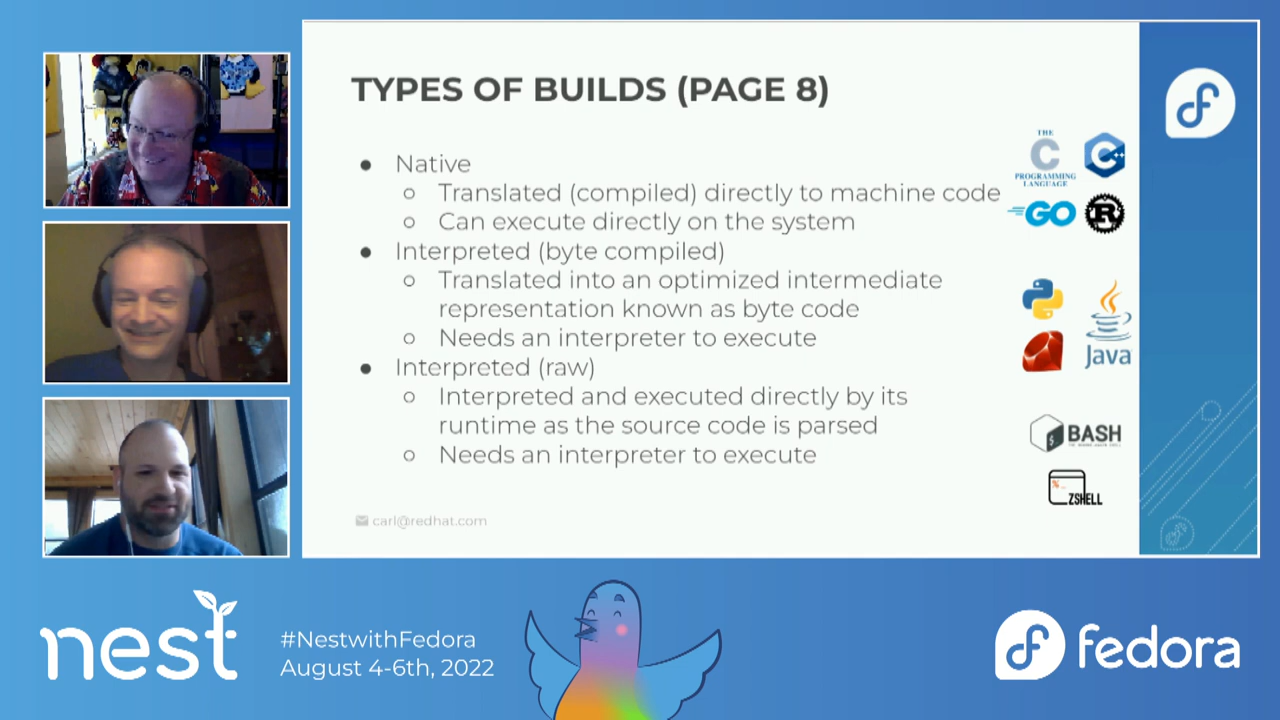 TYPES OF BUILDS (PAGE 8)
● Native
○ Translated (compiled) directly to machine code
○ Can execute directly on the system
● Interpreted (byte compiled)
○ Translated into an optimized intermediate
representation known as byte code
○ Needs an interpreter to execute
● Interpreted (raw)
○ Interpreted and executed directly by its
runtime as the source code is parsed
○ Needs an interpreter to execute
carl@redhat.com
THE
C
PROGRAMMING
LANGUAGE
C++
GO
R
Java
$
BASH
%_
ZSHELL
nest
#NestwithFedora
August 4-6th, 2022
fedora